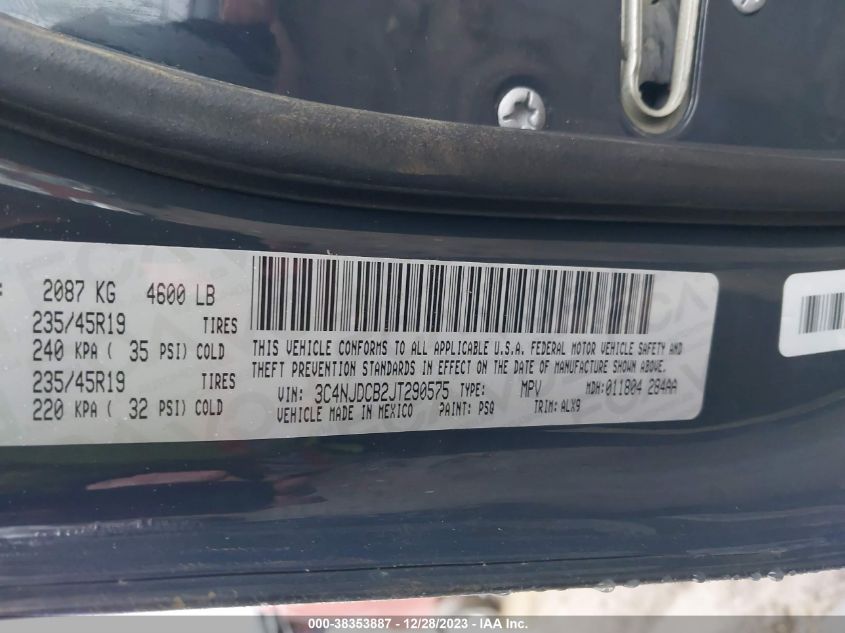 2087 KG 4600 LB
235/45R19 TIRES
240 KPA ( 35 PSI) COLD
235/45R19 TIRES
220 KPA ( 32 PSI) COLD
THIS VEHICLE CONFORMS TO ALL APPLICABLE U.S.A. FEDERAL MOTOR VEHICLE SAFETY AND
THEFT PREVENTION STANDARDS IN EFFECT ON THE DATE OF MANUFACTURE SHOWN ABOVE.
VIN: 3C4NJDCB2JT290575 TYPE: MPV MDH:011804 284AA
VEHICLE MADE IN MEXICO PAINT: PSQ TRIM: ALX9
000-38353887 - 12/28/2023 - IAA Inc.